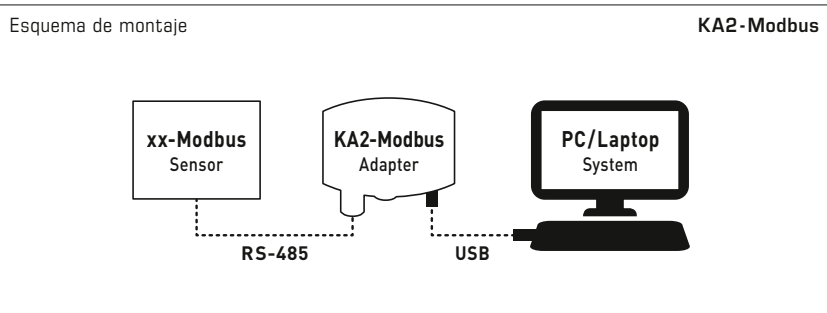 Esquema de montaje
KA2-Modbus
xx-Modbus
Sensor
KA2-Modbus
Adapter
PC/Laptop
System
RS-485
USB